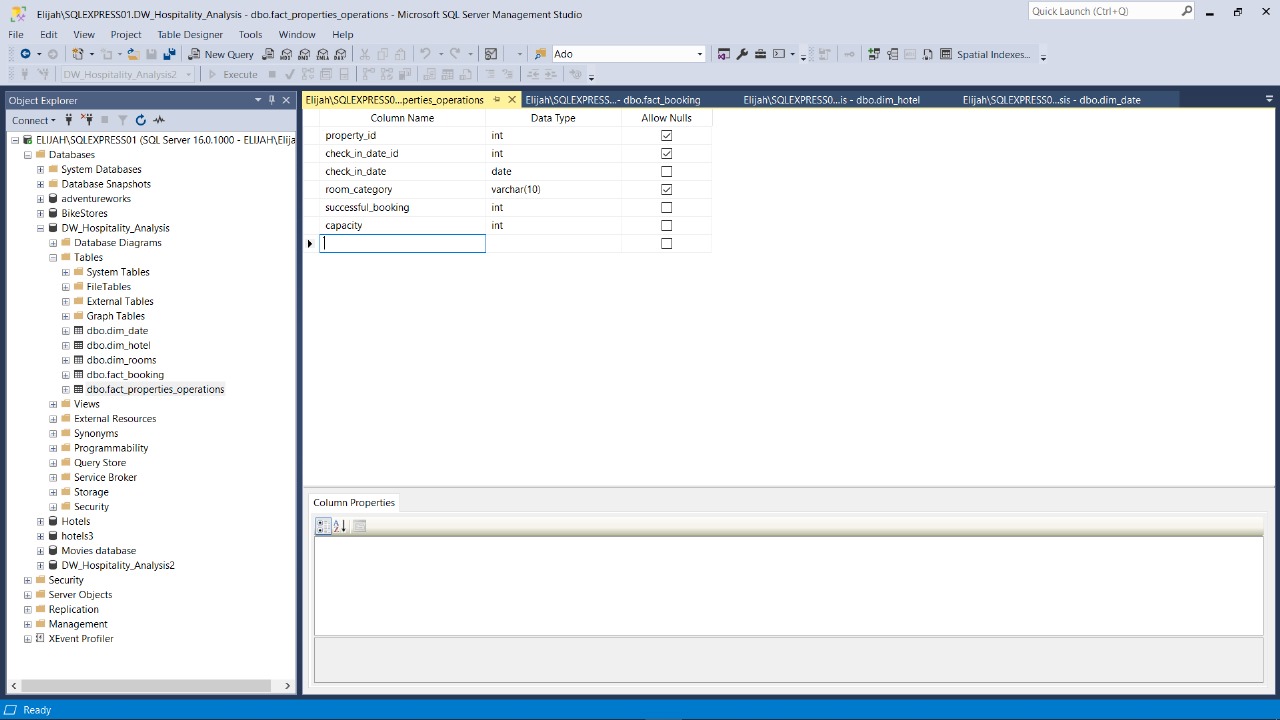 Elijah\SQLEXPRESS01.DW_Hospitality_Analysis - dbo.fact_properties_operations - Microsoft SQL Server Management Studio
Quick Launch (Ctrl+Q)
File Edit View Project Table Designer Tools Window Help
New Query MDX DMX XMLA DAX Ado Spatial Indexes...
DW_Hospitality_Analysis2 Execute
Object Explorer
Elijah\SQLEXPRESS0...perties_operations Elijah\SQLEXPRESS...- dbo.fact_booking Elijah\SQLEXPRESS0...is - dbo.dim_hotel Elijah\SQLEXPRESS0...sis - dbo.dim_date
Connect
Column Name Data Type Allow Nulls
property_id int
check_in_date_id int
check_in_date date
room_category varchar(10)
successful_booking int
capacity int
ELIJAH\SQLEXPRESS01 (SQL Server 16.0.1000 - ELIJAH\Elija
Databases
System Databases
Database Snapshots
adventureworks
BikeStores
DW_Hospitality_Analysis
Database Diagrams
Tables
System Tables
FileTables
External Tables
Graph Tables
dbo.dim_date
dbo.dim_hotel
dbo.dim_rooms
dbo.fact_booking
dbo.fact_properties_operations
Views
External Resources
Synonyms
Programmability
Query Store
Service Broker
Storage
Security
Hotels
hotels3
Movies database
DW_Hospitality_Analysis2
Security
Server Objects
Replication
Management
XEvent Profiler
Column Properties
Ready